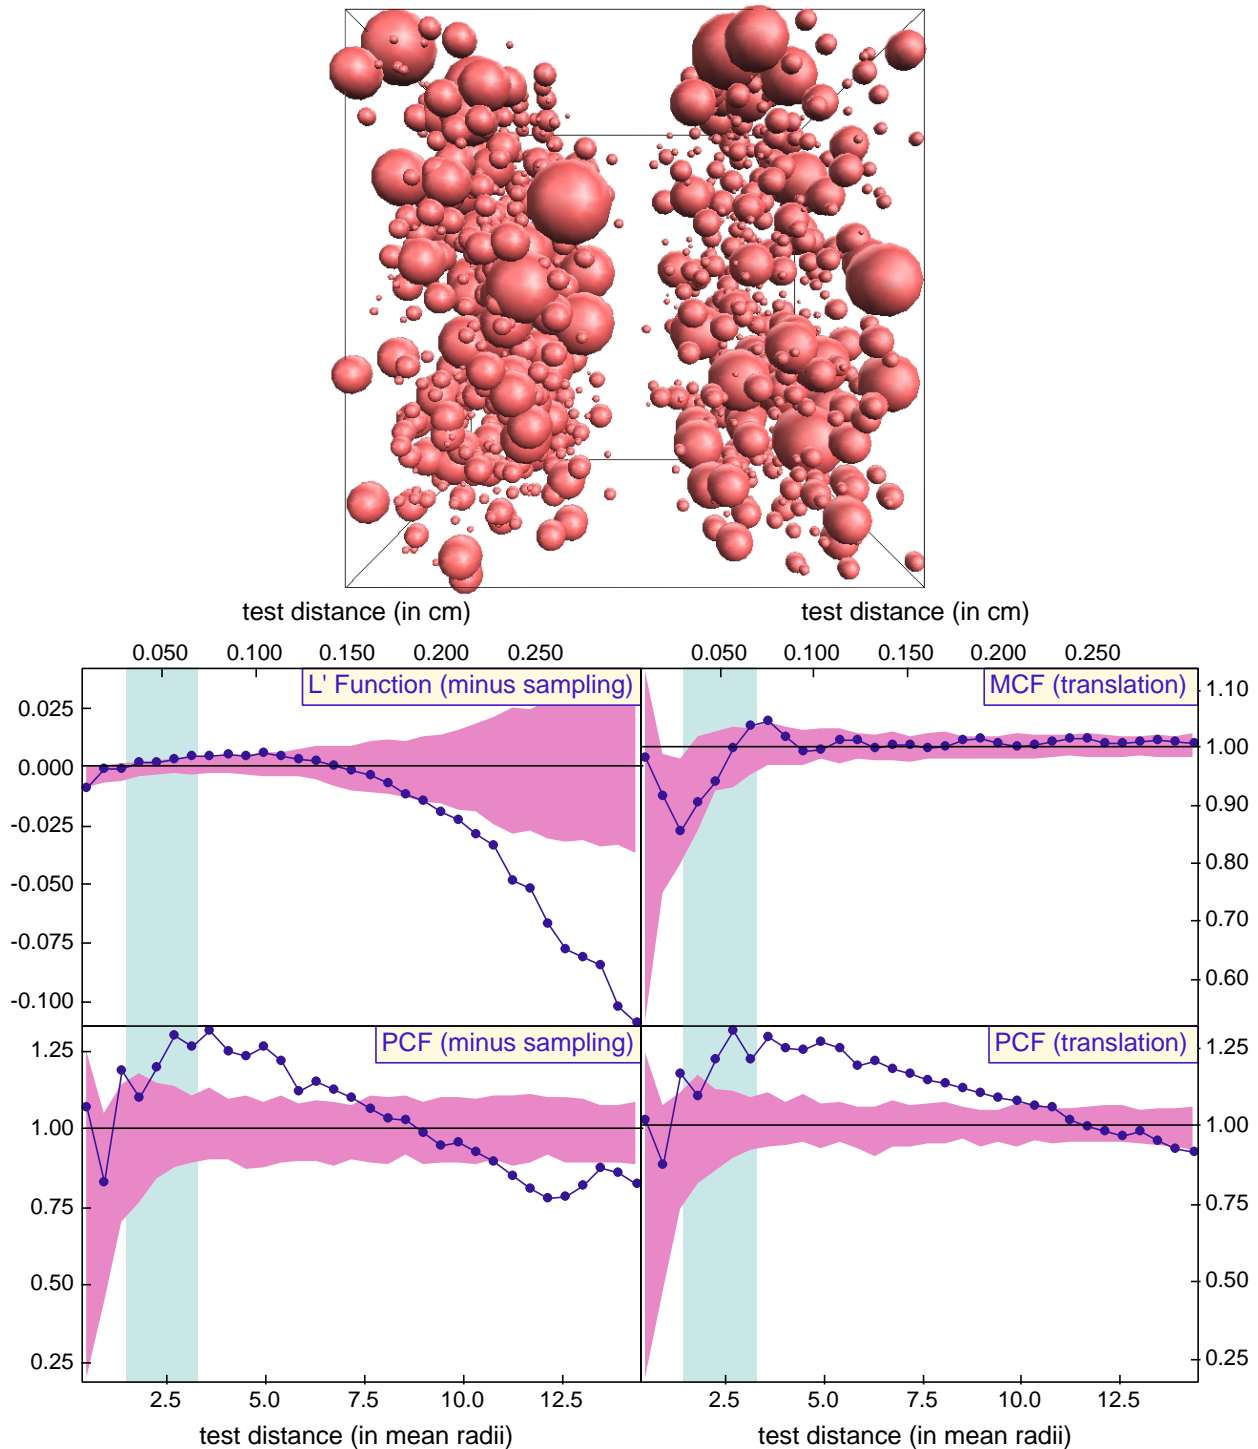 test distance (in cm)
test distance (in cm)
0.050 0.100 0.150 0.200 0.250
0.050 0.100 0.150 0.200 0.250
L' Function (minus sampling)
0.025
0.000
-0.025
-0.050
-0.075
-0.100
MCF (translation)
1.10
1.00
0.90
0.80
0.70
0.60
PCF (minus sampling)
1.25
1.00
0.75
0.50
0.25
PCF (translation)
1.25
1.00
0.75
0.50
0.25
2.5 5.0 7.5 10.0 12.5
2.5 5.0 7.5 10.0 12.5
test distance (in mean radii)
test distance (in mean radii)